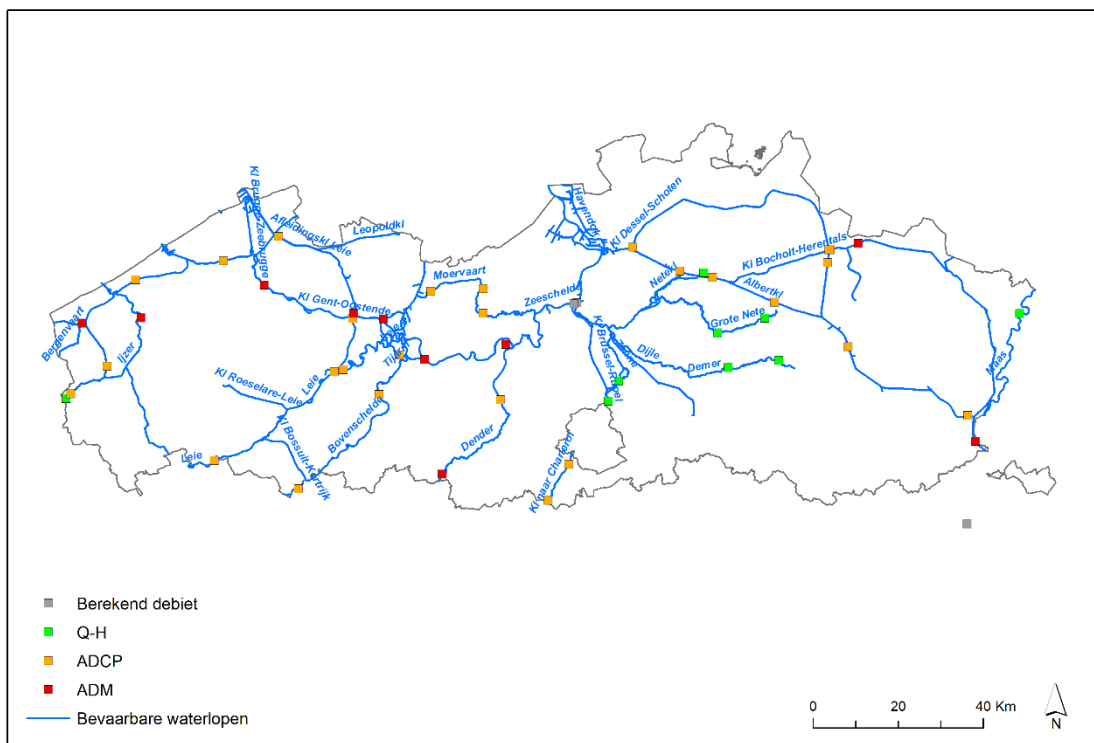 Kl Brugge-Zeebrugge
Afleidingskl Leie
Leopoldkl
Havendok
Kl Dessel-Schoten
Moervaart
Zeeschelde
Netekl
Kl Bocholt-Herentals
Albertkl
Kl Gent-Oostende
Bergenvaart
Ijzer
Grote Nete
Maas
Kl Brussel-Rupel
Dijle
Demer
Kl Roeselare-Leie
Leie
Bovenschelde
Dender
Kl Bossuit-Kortrijk
Leie
Kl naar Charleroi
Berekend debiet
Q-H
ADCP
ADM
Bevaarbare waterlopen
0 20 40 Km
N